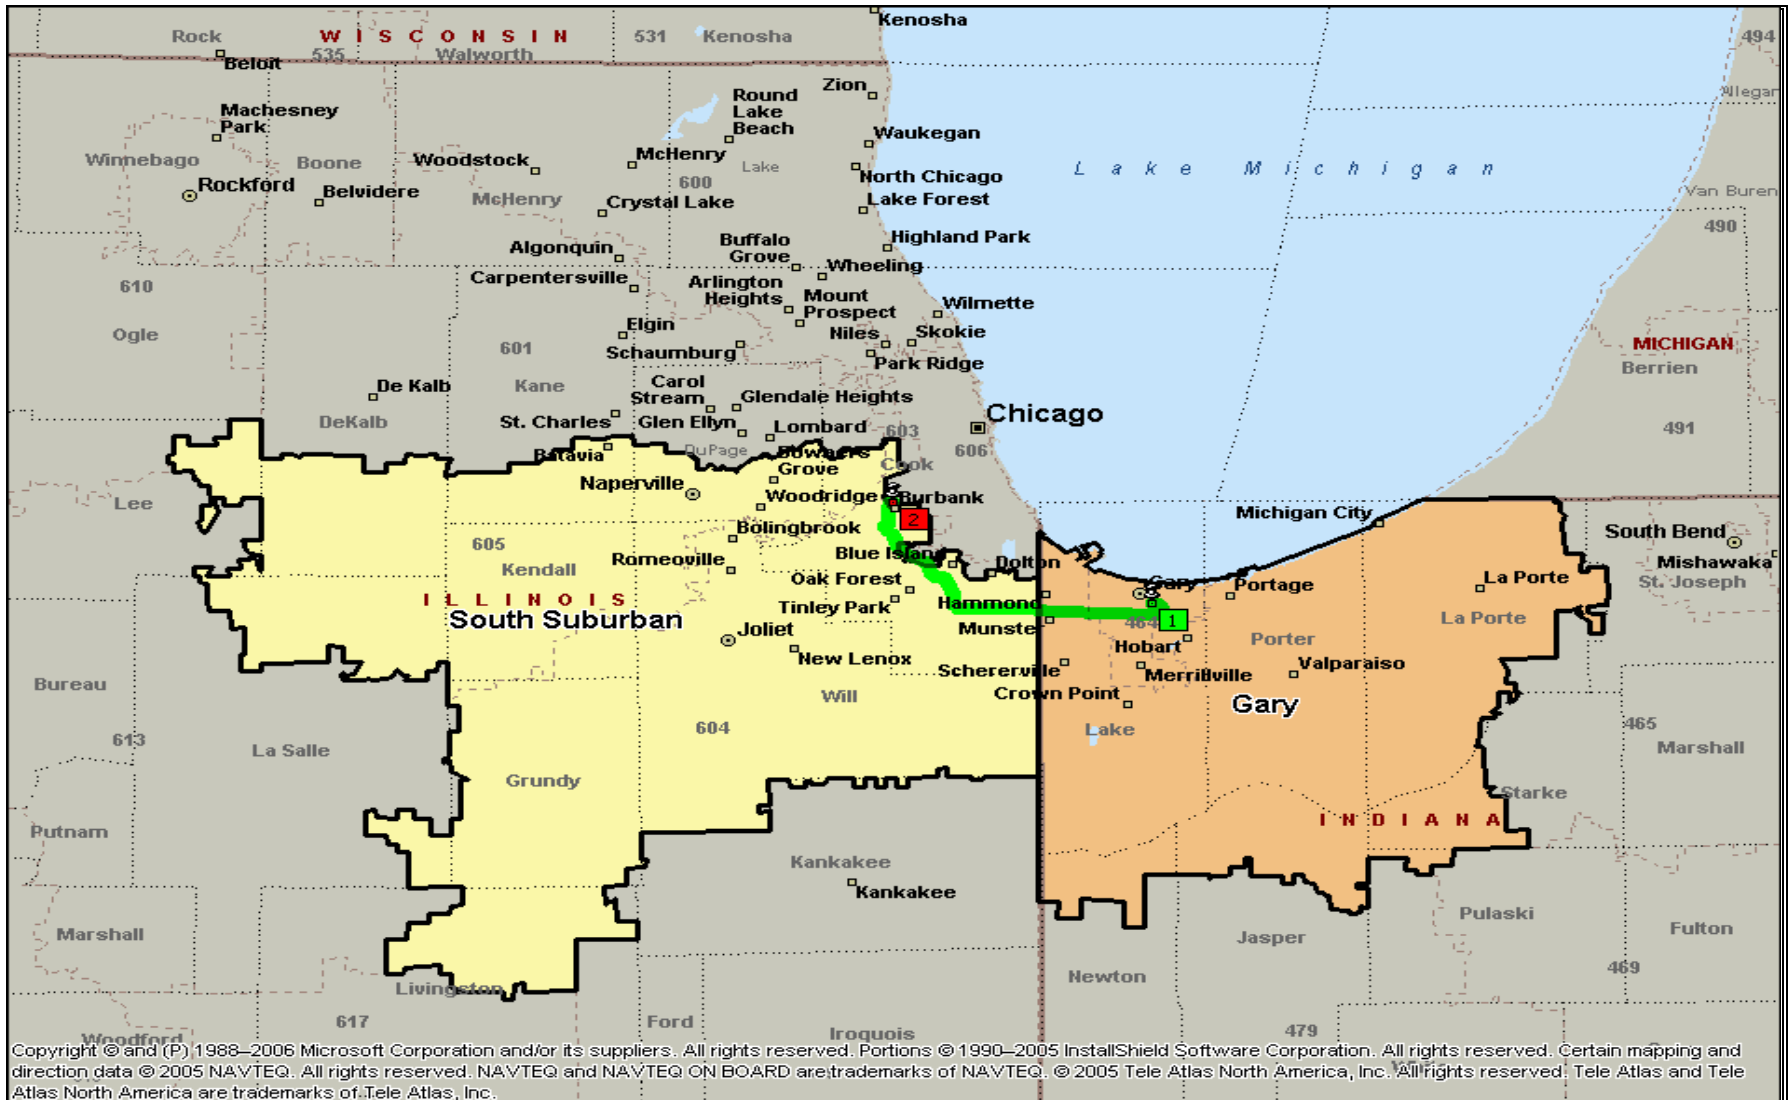 Kenosha
Rock
WISCONSIN
531
Kenosha
494
535
Walworth
Beloit
Zion
Round
Lake
Beach
Machesney
Park
Waukegan
Winnebago
Boone
Woodstock
McHenry
Lake
Lake Michigan
600
North Chicago
Rockford
Belvidere
McHenry
Crystal Lake
Lake Forest
Van Buren
490
Buffalo
Grove
Highland Park
Algonquin
Wheeling
Carpentersville
610
Arlington
Heights
Mount
Prospect
Wilmette
Ogle
Elgin
Niles
Skokie
601
Schaumburg
Park Ridge
MICHIGAN
Berrien
De Kalb
Kane
Carol
Stream
Glendale Heights
DeKalb
St. Charles
Glen Ellyn
Lombard
603
Chicago
491
Batavia
DuPage
Downers
Grove
Cook
606
Lee
Naperville
Woodridge
Burbank
2
Michigan City
Bolingbrook
South Bend
605
Kendall
Romeoville
Blue Island
Dolton
Mishawaka
St. Joseph
Oak Forest
Gary
Portage
La Porte
ILLINOIS
Tinley Park
Hammond
464
1
La Porte
South Suburban
Joliet
Munster
Hobart
Porter
New Lenox
Schererville
Merrillville
Valparaiso
Bureau
Will
Crown Point
Gary
613
La Salle
604
Lake
465
Marshall
Grundy
Starke
Putnam
INDIANA
Kankakee
Kankakee
Marshall
Pulaski
Fulton
Jasper
Livingston
Newton
469
617
Ford
Iroquois
479
Woodford
Copyright © and (P) 1988–2006 Microsoft Corporation and/or its suppliers. All rights reserved. Portions © 1990–2005 InstallShield Software Corporation. All rights reserved. Certain mapping and
direction data © 2005 NAVTEQ. All rights reserved. NAVTEQ and NAVTEQ ON BOARD are trademarks of NAVTEQ. © 2005 Tele Atlas North America, Inc. All rights reserved. Tele Atlas and Tele
Atlas North America are trademarks of Tele Atlas, Inc.